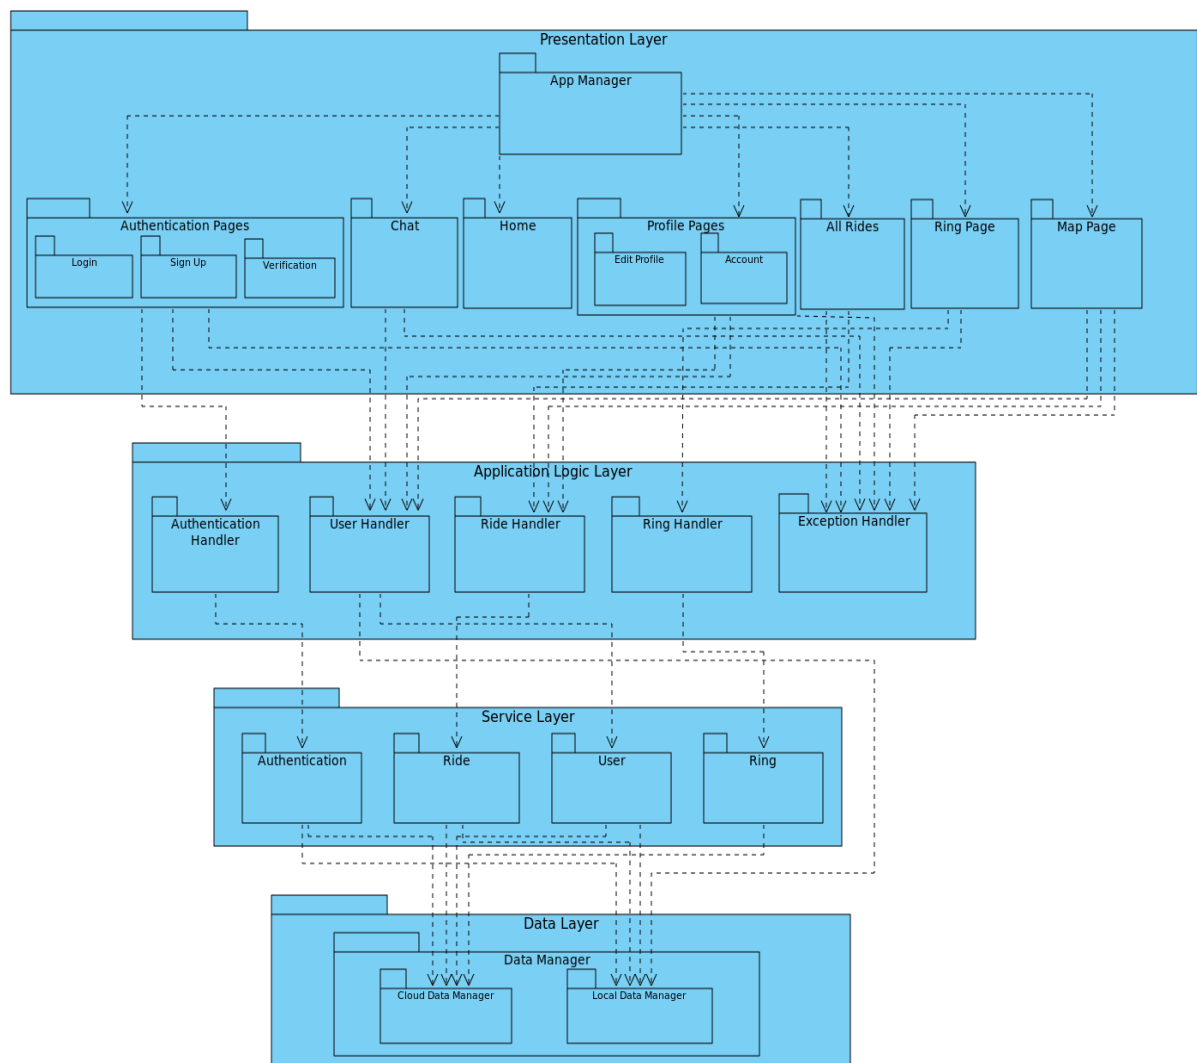 Presentation Layer
App Manager
Authentication Pages
Chat
Home
Profile Pages
All Rides
Ring Page
Map Page
Login
Sign Up
Verification
Edit Profile
Account
Application Logic Layer
Authentication
Handler
User Handler
Ride Handler
Ring Handler
Exception Handler
Service Layer
Authentication
Ride
User
Ring
Data Layer
Data Manager
Cloud Data Manager
Local Data Manager